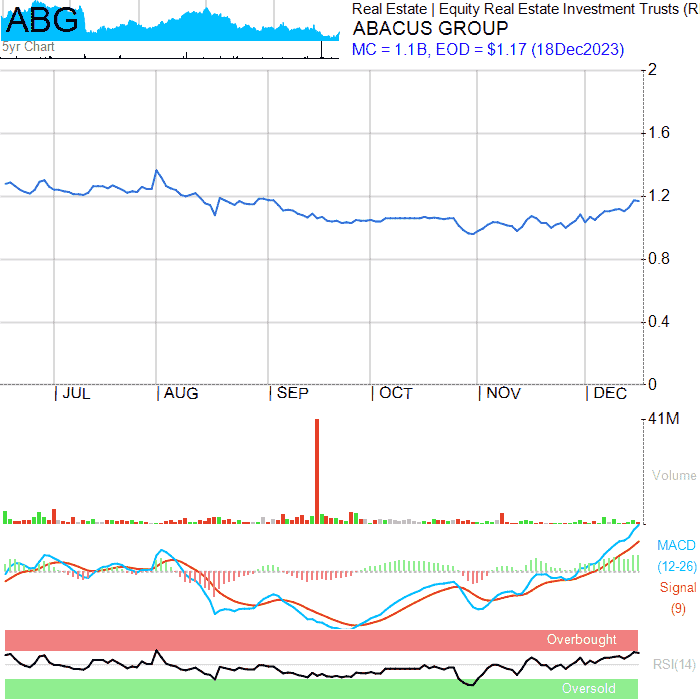 ABG
5yr Chart
Real Estate | Equity Real Estate Investment Trusts (R
ABACUS GROUP
MC = 1.1B, EOD = $1.17 (18Dec2023)
2
1.6
1.2
0.8
0.4
0
| JUL | AUG | SEP | OCT | NOV | DEC
41M
Volume
MACD
(12-26)
Signal
(9)
Overbought
RSI(14)
Oversold